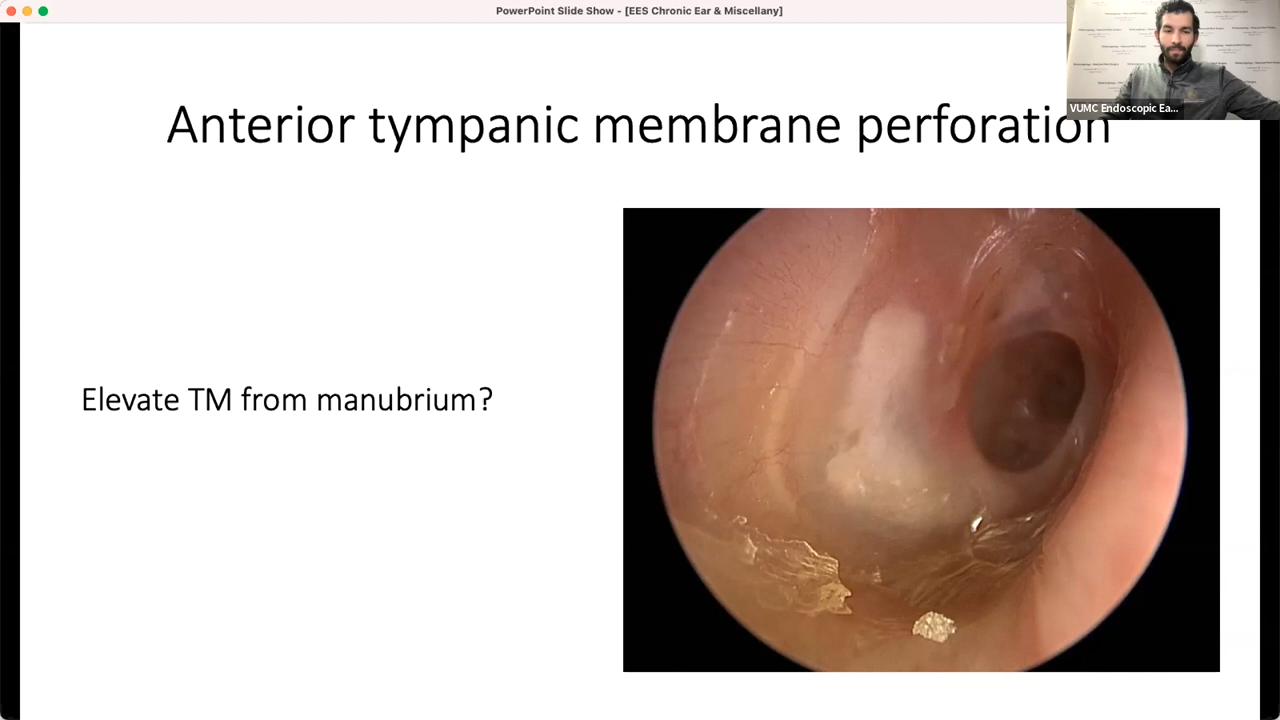 PowerPoint Slide Show - [EES Chronic Ear & Miscellany]
VUMC Endoscopic Ea...
Anterior tympanic membrane perforation
Elevate TM from manubrium?